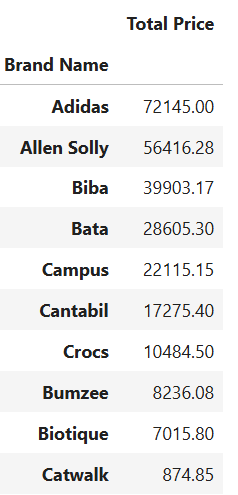 Total Price
Brand Name
Adidas 72145.00
Allen Solly 56416.28
Biba 39903.17
Bata 28605.30
Campus 22115.15
Cantabil 17275.40
Crocs 10484.50
Bumzee 8236.08
Biotique 7015.80
Catwalk 874.85